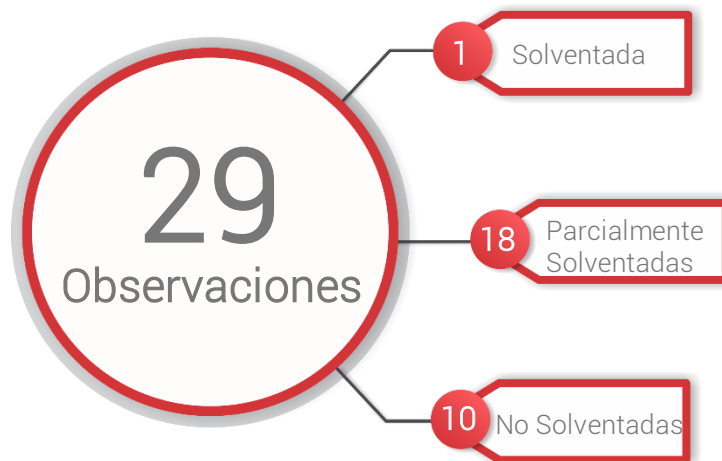 29
Observaciones
1
Solventada
18
Parcialmente
Solventadas
10
No Solventadas